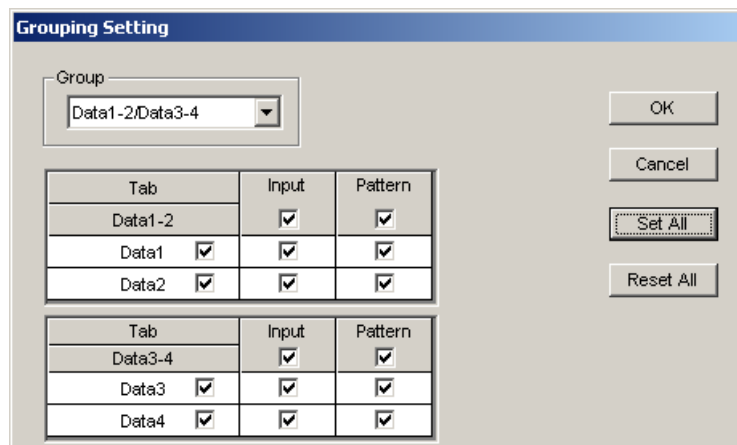 Grouping Setting
Group
Data1-2/Data3-4
OK
Cancel
Set All
Reset All
Tab Input Pattern
Data1-2
Data1
Data2
Tab Input Pattern
Data3-4
Data3
Data4